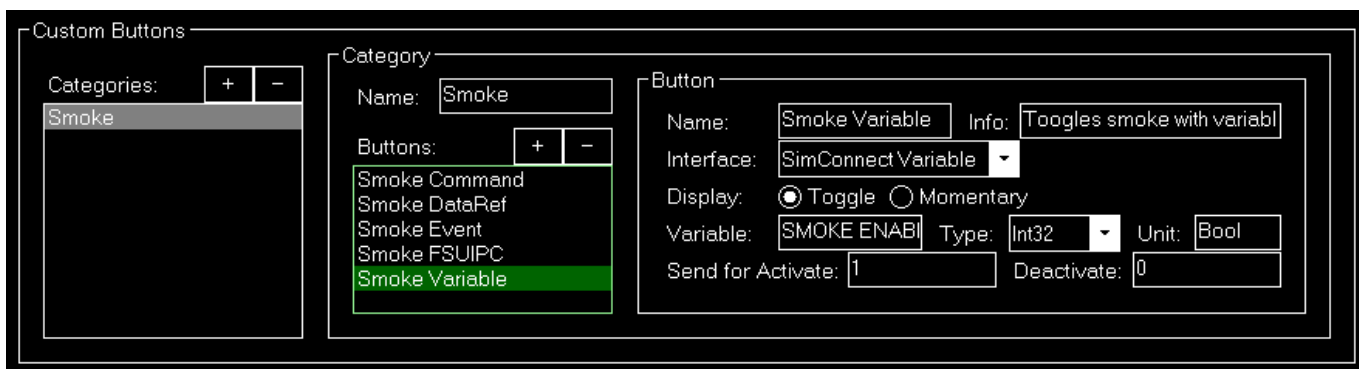 Custom Buttons
Categories: + −
Smoke
Category
Name: Smoke
Buttons: + −
Smoke Command
Smoke DataRef
Smoke Event
Smoke FSUIPC
Smoke Variable
Button
Name: Smoke Variable Info: Toogles smoke with variabl
Interface: SimConnect Variable
Display: Toggle Momentary
Variable: SMOKE ENABl Type: Int32 Unit: Bool
Send for Activate: 1 Deactivate: 0